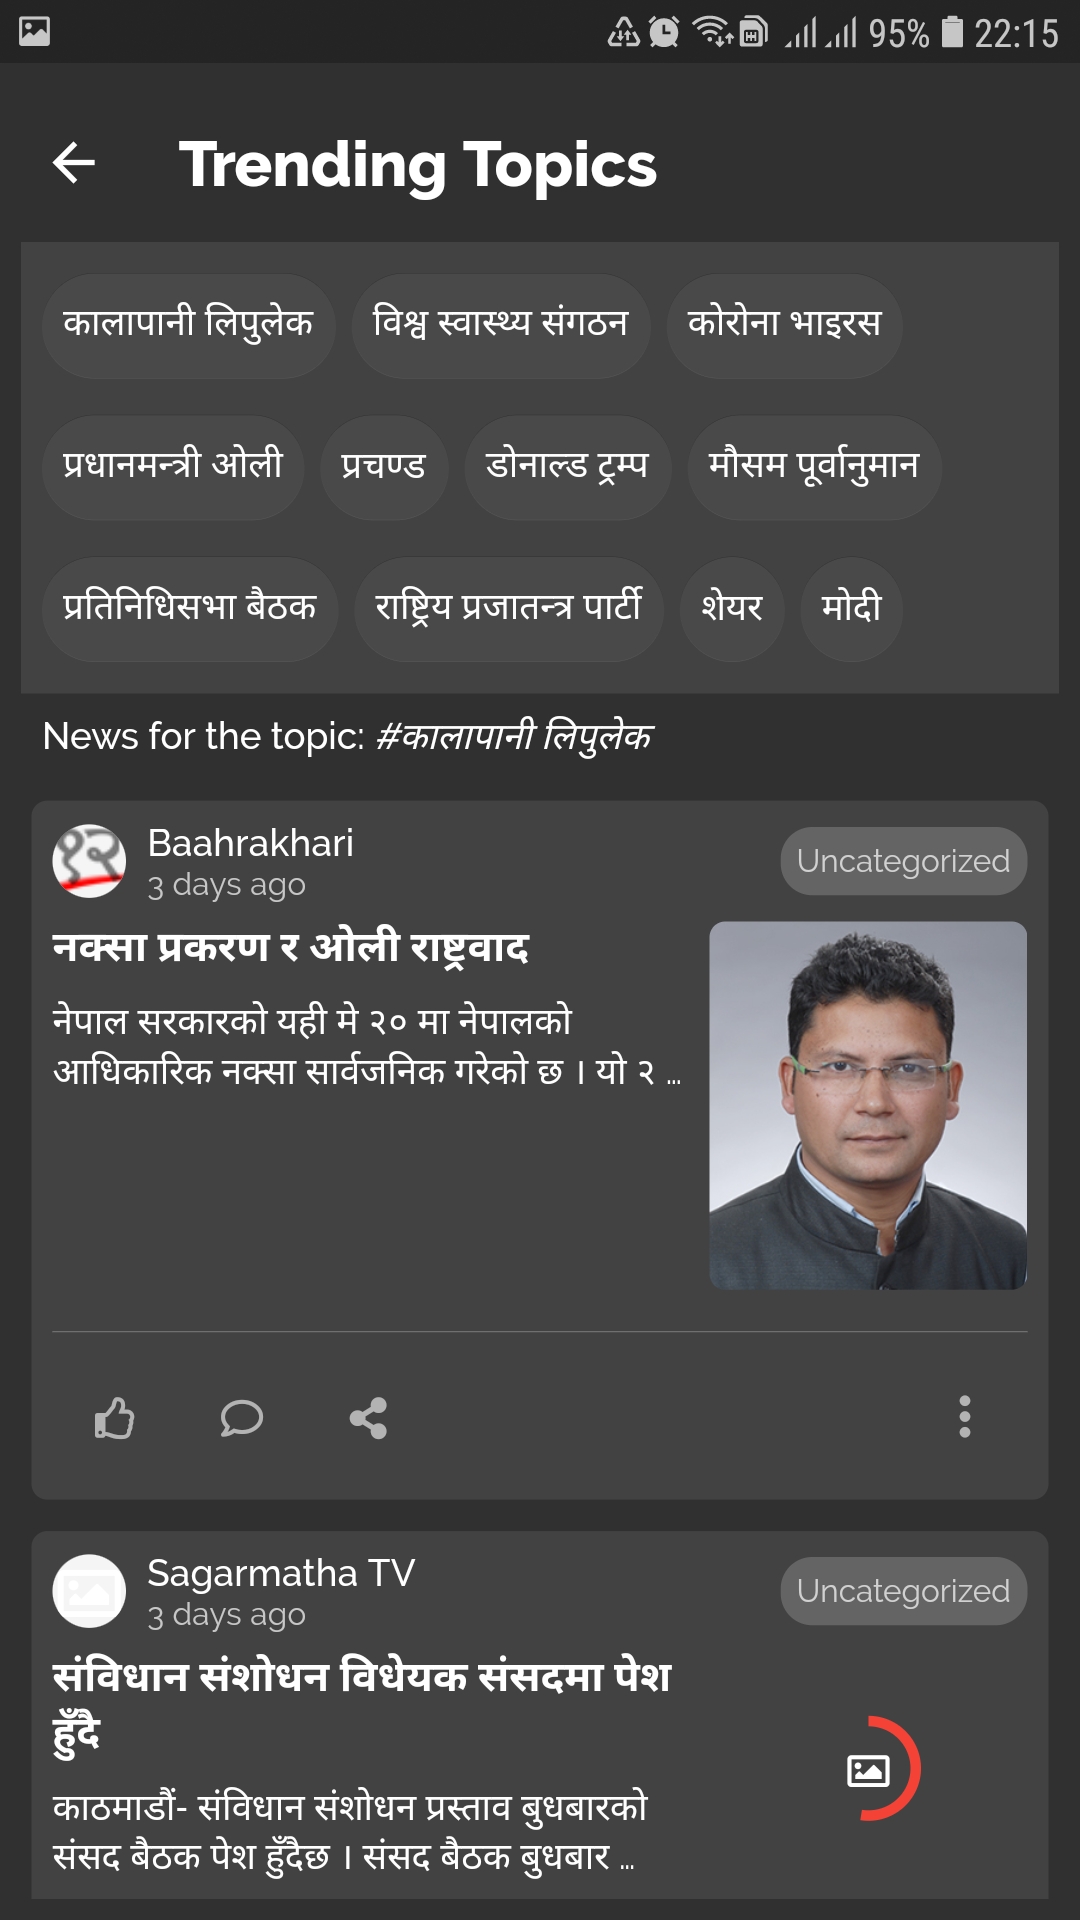 95% 22:15
Trending Topics
कालापानी लिपुलेक विश्व स्वास्थ्य संगठन कोरोना भाइरस
प्रधानमन्त्री ओली प्रचण्ड डोनाल्ड ट्रम्प मौसम पूर्वानुमान
प्रतिनिधिसभा बैठक राष्ट्रिय प्रजातन्त्र पार्टी शेयर मोदी
News for the topic: #कालापानी लिपुलेक
१२ Baahrakhari Uncategorized
3 days ago
नक्सा प्रकरण र ओली राष्ट्रवाद
नेपाल सरकारको यही मे २० मा नेपालको
आधिकारिक नक्सा सार्वजनिक गरेको छ । यो २ ...
Sagarmatha TV Uncategorized
3 days ago
संविधान संशोधन विधेयक संसदमा पेश
हुँदै
काठमाडौं- संविधान संशोधन प्रस्ताव बुधबारको
संसद बैठक पेश हुँदैछ । संसद बैठक बुधबार ...